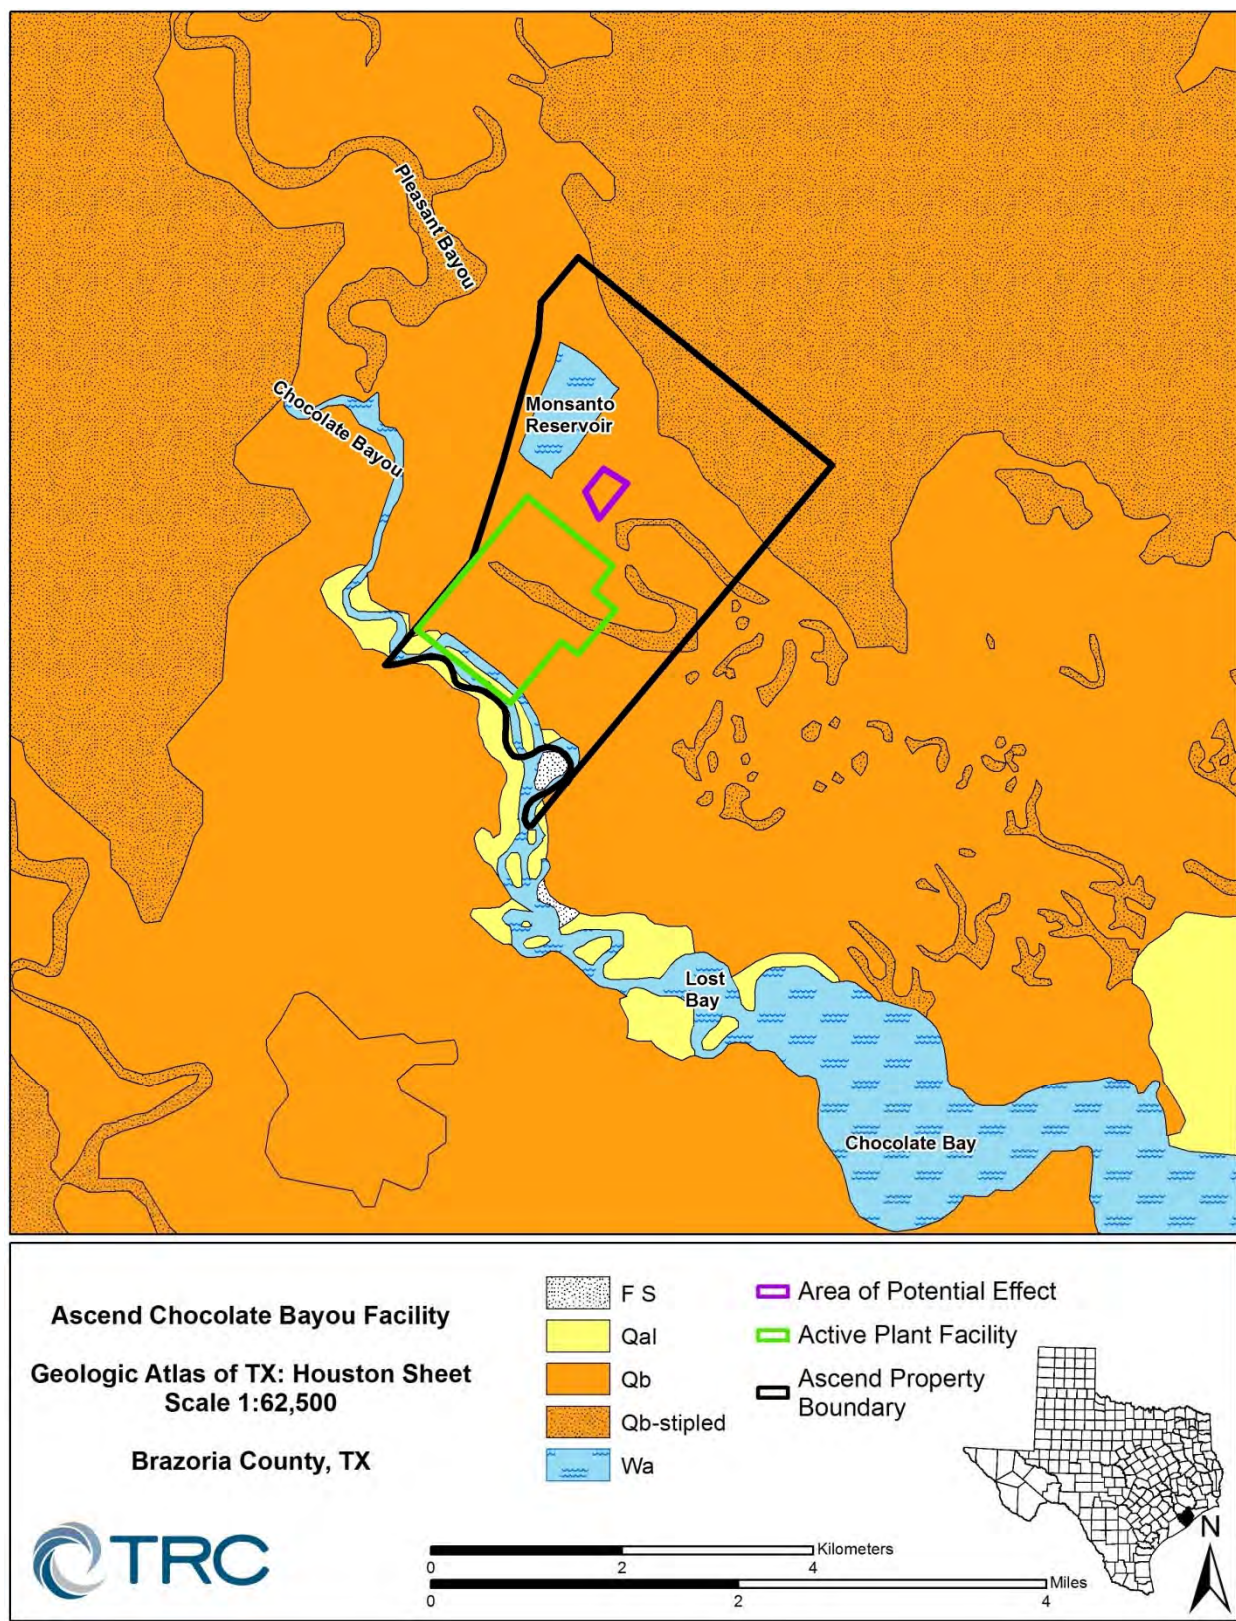 Pleasant Bayou
Chocolate Bayou
Monsanto
Reservoir
Lost
Bay
Chocolate Bay
Ascend Chocolate Bayou Facility
Geologic Atlas of TX: Houston Sheet
Scale 1:62,500
Brazoria County, TX
TRC
F S
Qal
Qb
Qb-stipled
Wa
Area of Potential Effect
Active Plant Facility
Ascend Property
Boundary
N
Kilometers
0 2 4
Miles
0 2 4